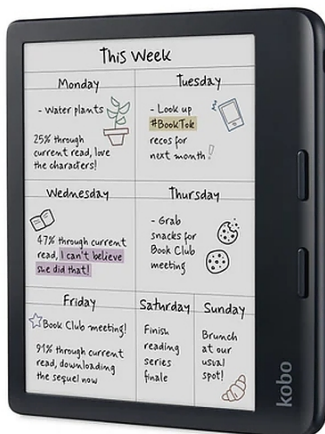 This Week
Monday
- Water plants
25% through
current read, love
the characters!
Tuesday
- Look up
#BookTok
recos for
next month!
Wednesday
47% through current
read, I can't believe
she did that!
Thursday
- Grab
snacks for
Book Club
meeting
Friday
Book Club meeting!
91% through current
read, downloading
the sequel now
Saturday
Finish
reading
series
finale
Sunday
Brunch
at our
usual
spot!
kobo